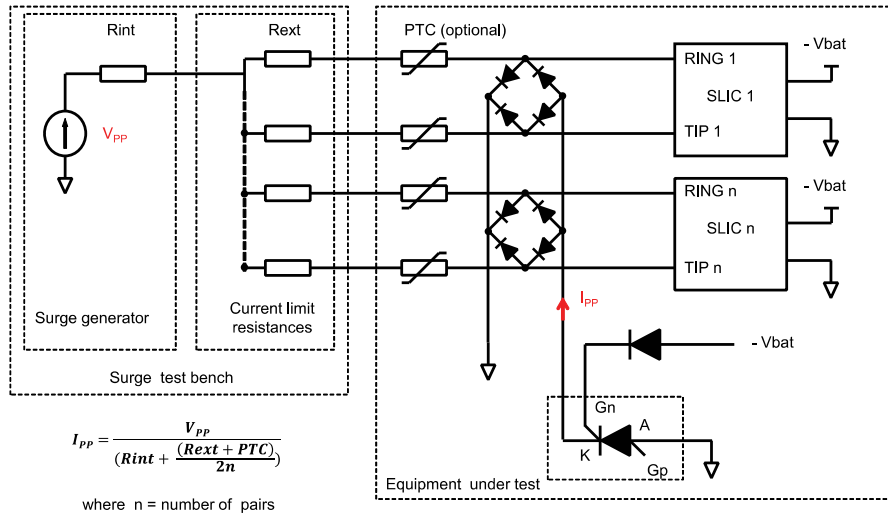 Rint
Rext
PTC (optional)
- Vbat
RING 1
SLIC 1
V_PP
TIP 1
- Vbat
RING n
SLIC n
TIP n
I_PP
Surge generator
Current limit
resistances
- Vbat
Surge test bench
Gn
A
K
Gp
I_PP = V_PP / (Rint + (Rext + PTC) / 2n)
Equipment under test
where n = number of pairs